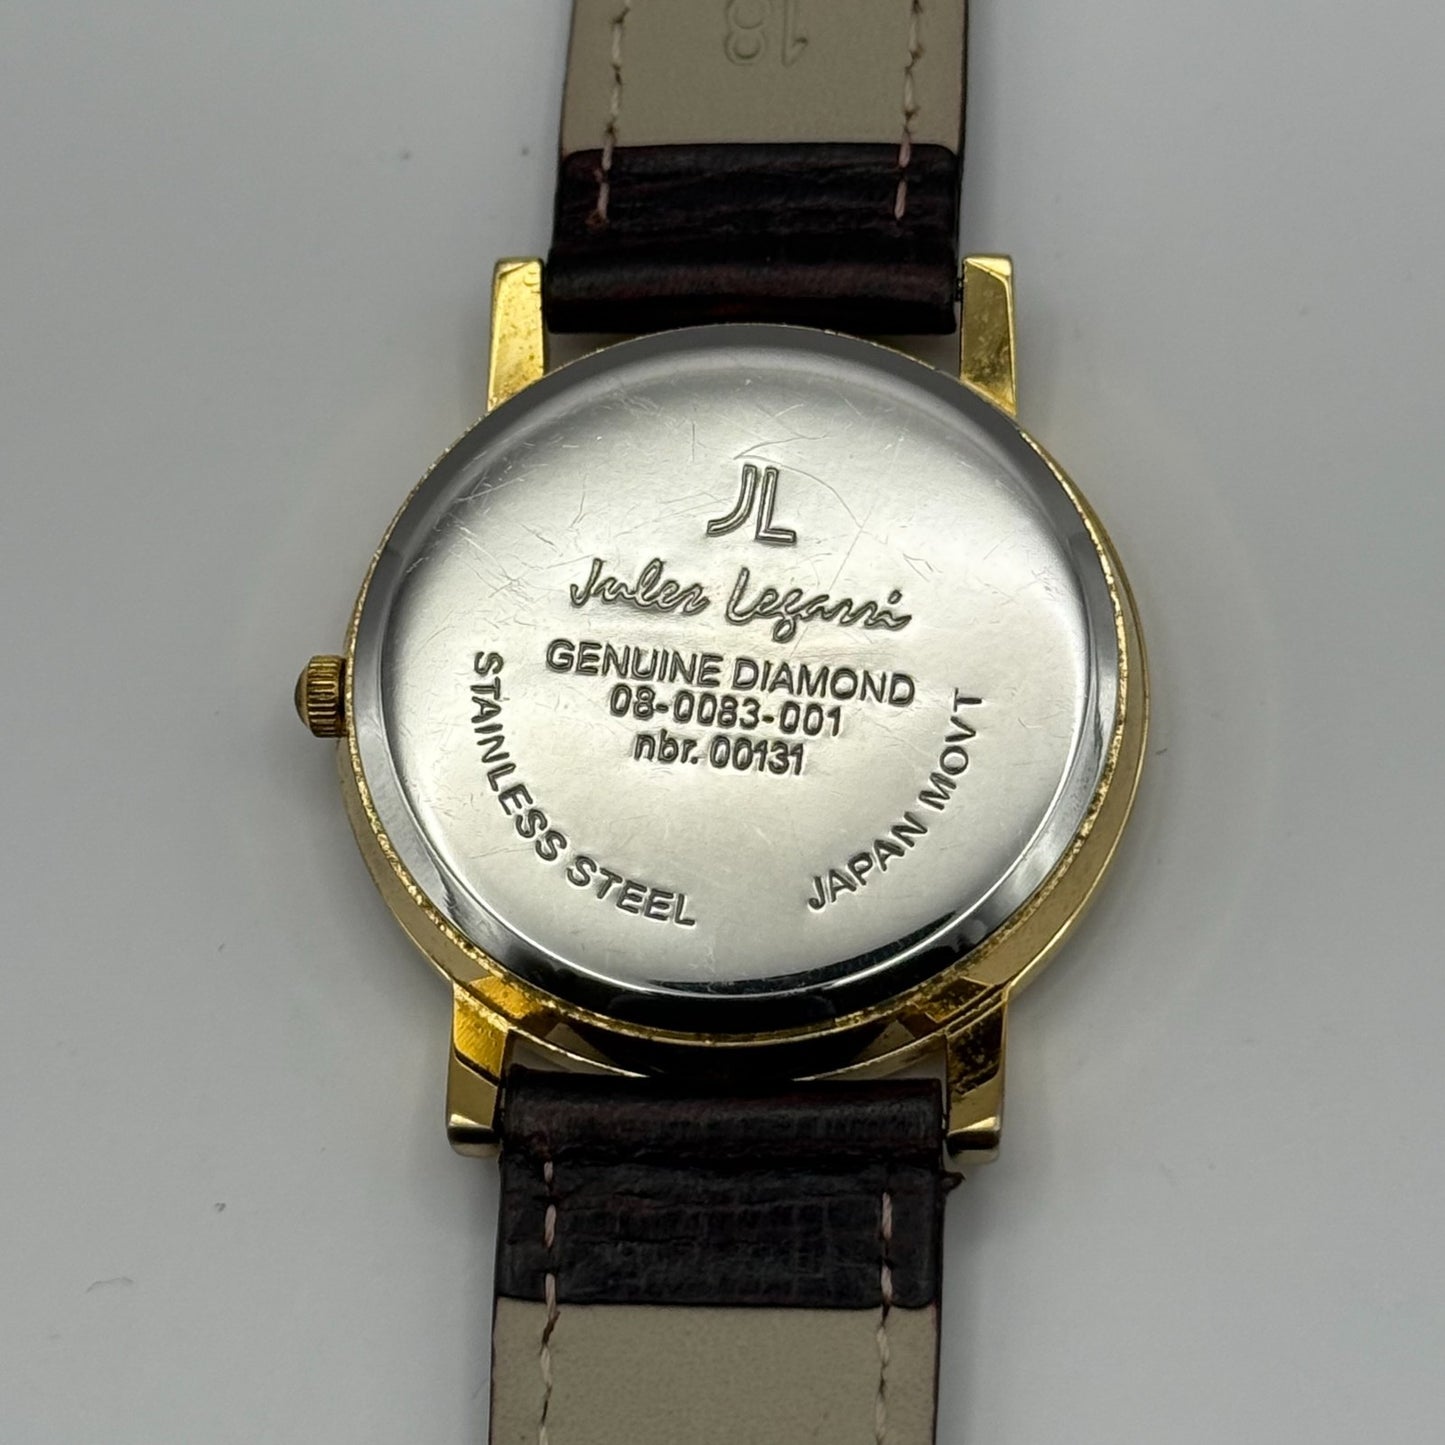 18
JL
Jules Legarri
GENUINE DIAMOND
08-0083-001
nbr. 00131
STAINLESS STEEL
JAPAN MOVT